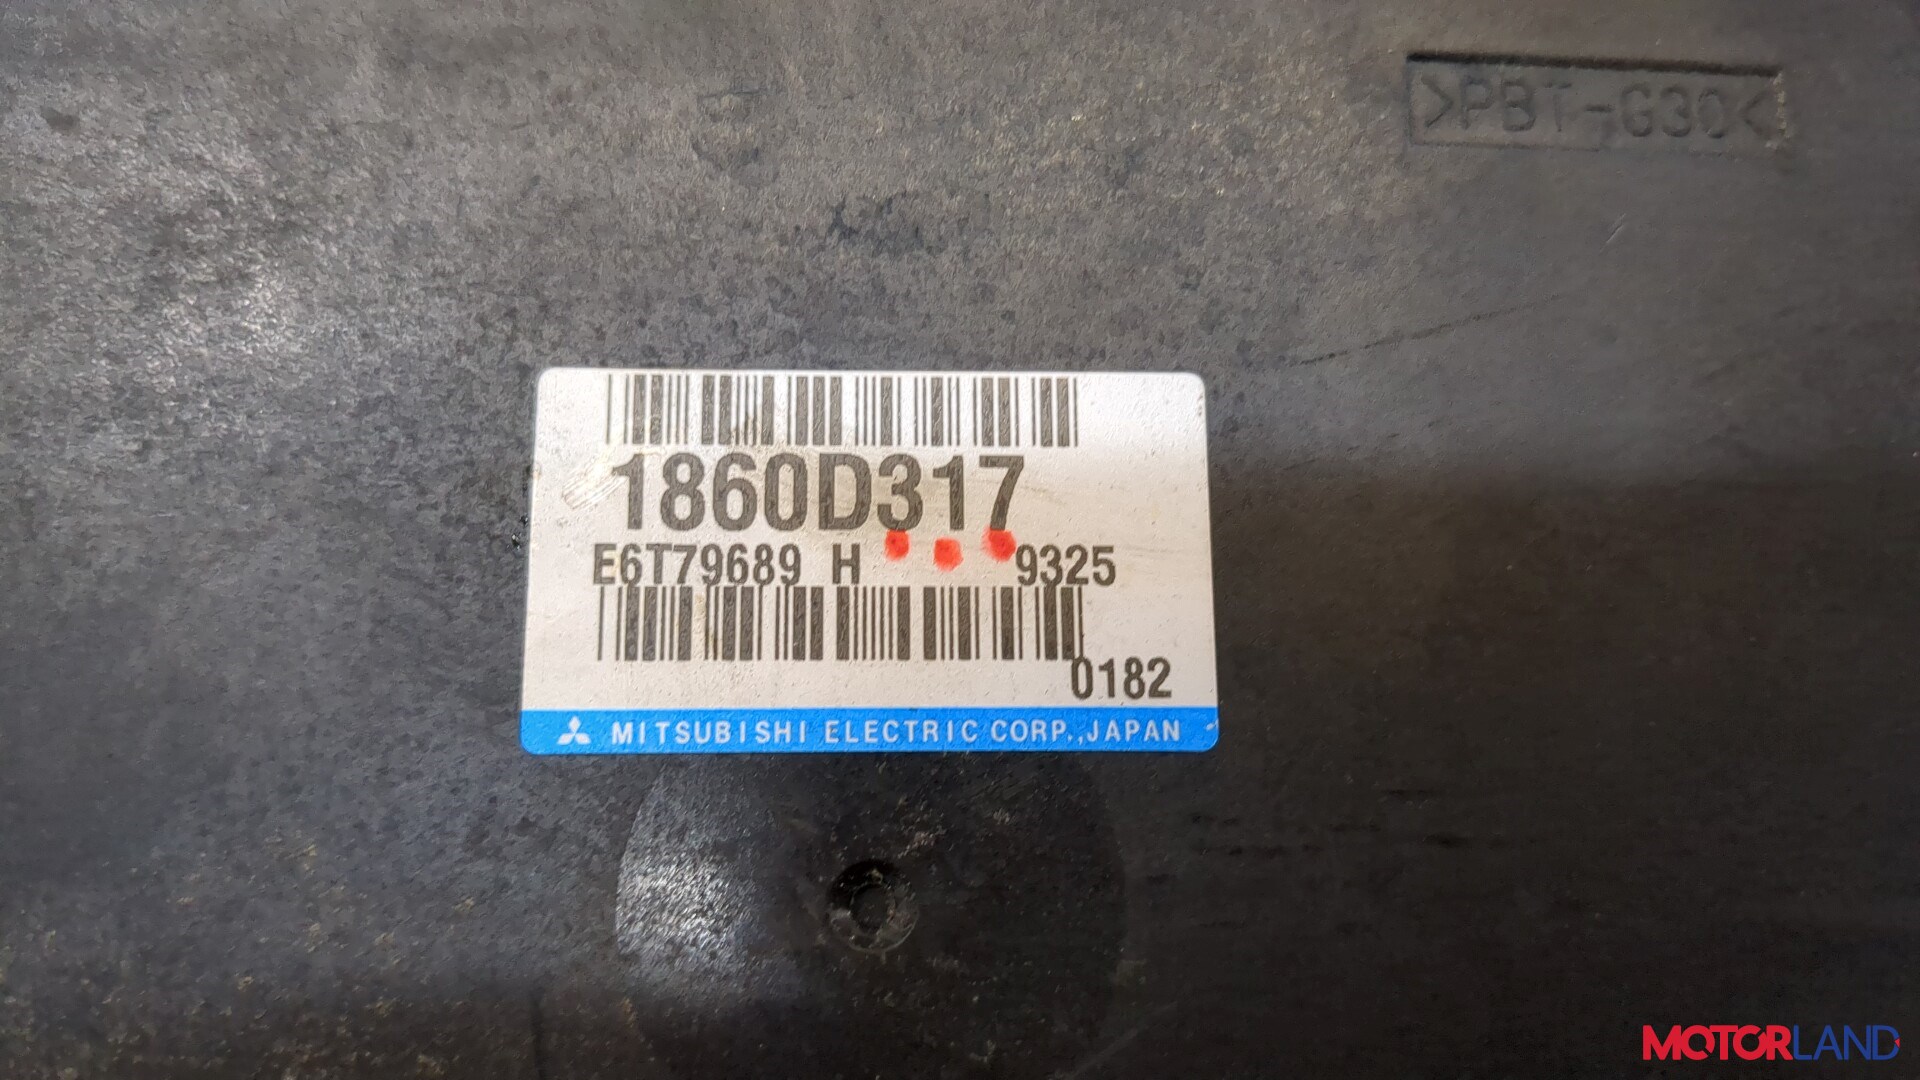 >PBT-G30<
1860D317
E6T79689 H 9325
0182
MITSUBISHI ELECTRIC CORP.,JAPAN
MOTORLAND